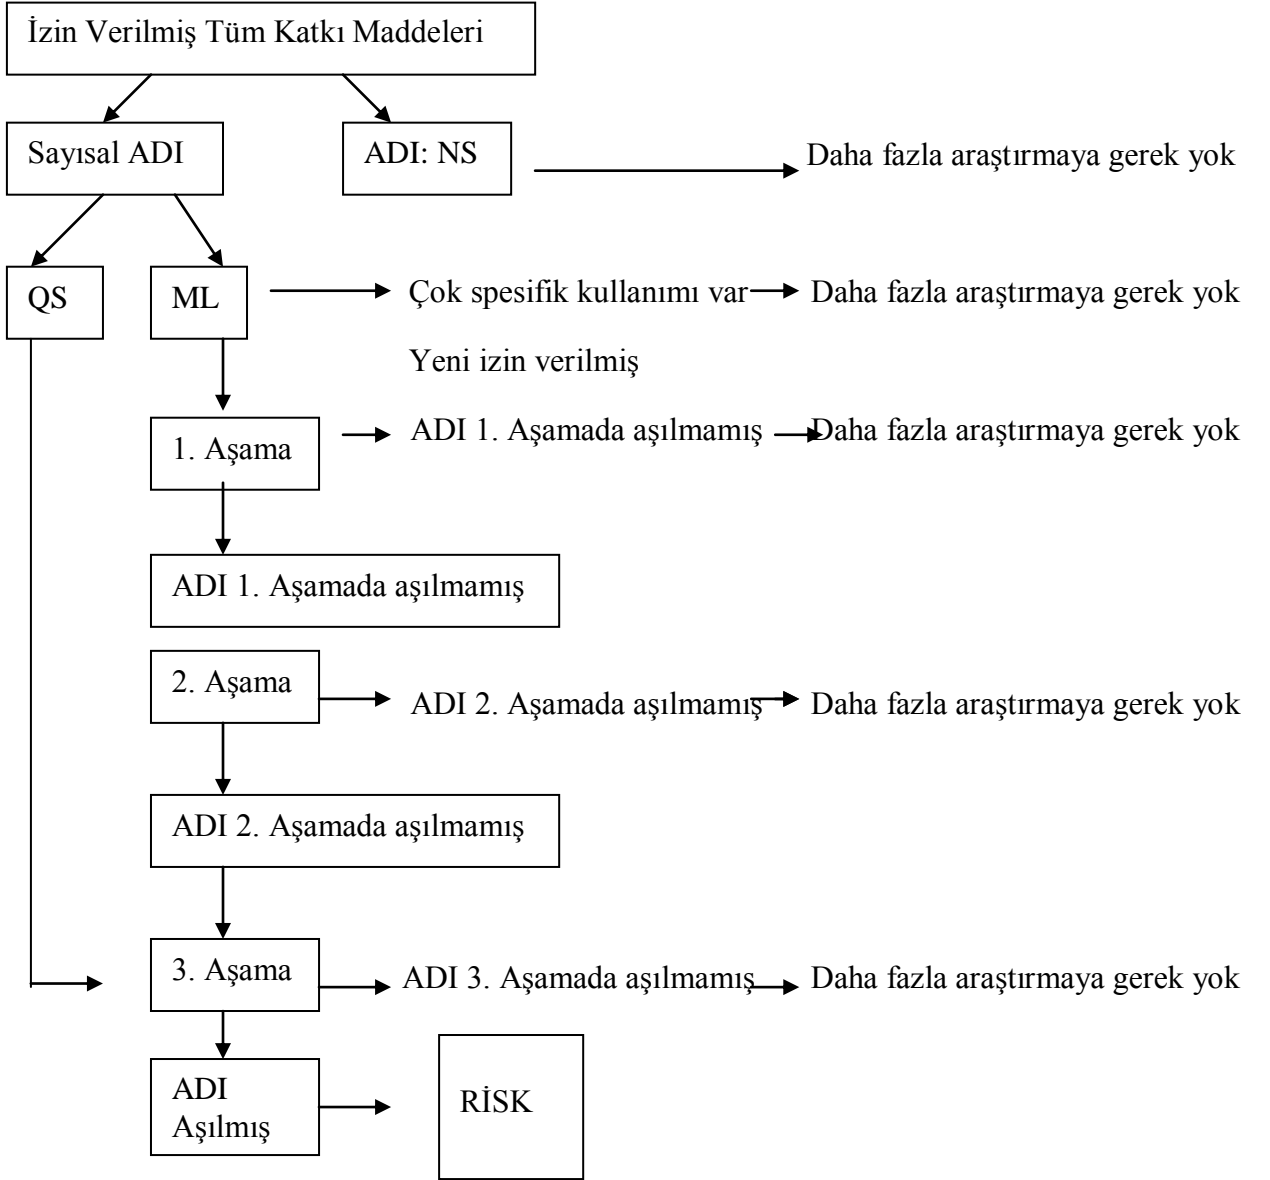 İzin Verilmiş Tüm Katkı Maddeleri
Sayısal ADI
ADI: NS
Daha fazla araştırmaya gerek yok
QS
ML
Çok spesifik kullanımı var
Daha fazla araştırmaya gerek yok
Yeni izin verilmiş
1. Aşama
ADI 1. Aşamada aşılmamış
Daha fazla araştırmaya gerek yok
ADI 1. Aşamada aşılmamış
2. Aşama
ADI 2. Aşamada aşılmamış
Daha fazla araştırmaya gerek yok
ADI 2. Aşamada aşılmamış
3. Aşama
ADI 3. Aşamada aşılmamış
Daha fazla araştırmaya gerek yok
ADI
Aşılmış
RİSK